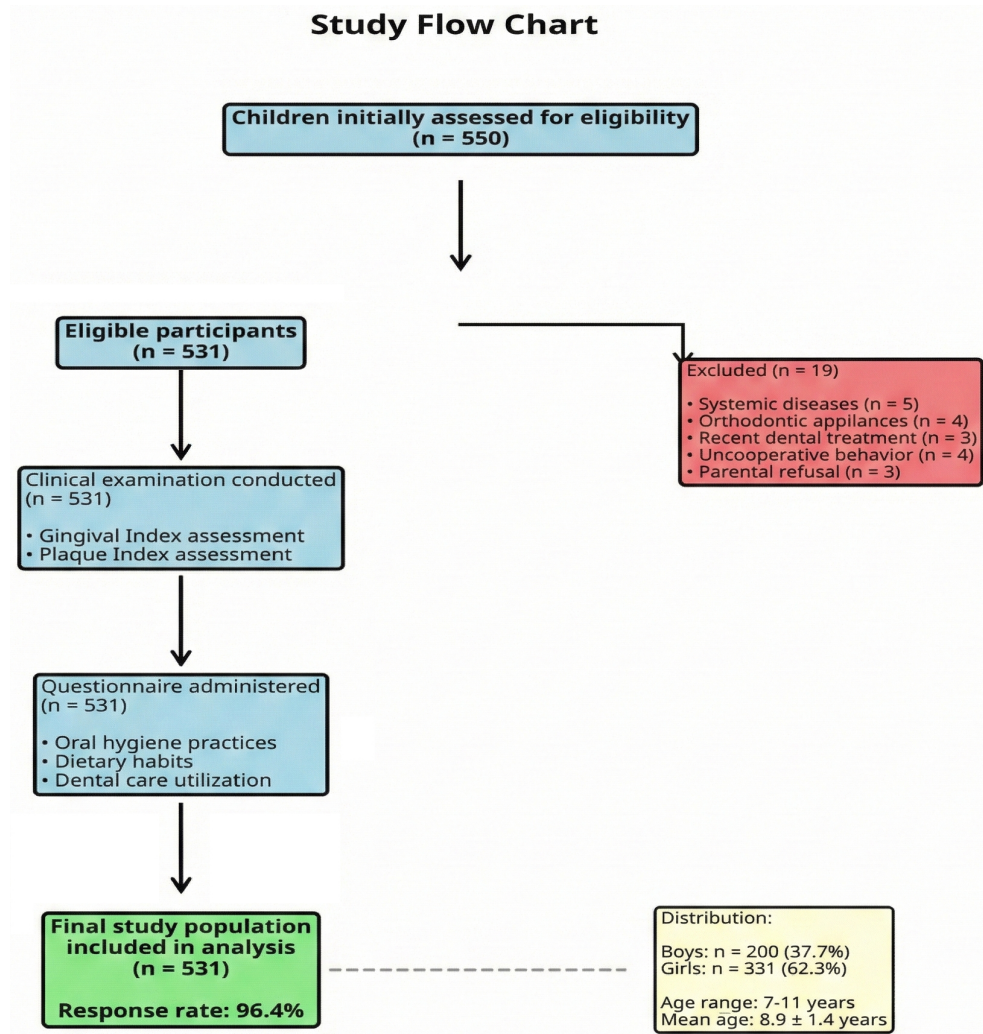 Study Flow Chart
Children initially assessed for eligibility
(n = 550)
Eligible participants
(n = 531)
Excluded (n = 19)
• Systemic diseases (n = 5)
• Orthodontic appilances (n = 4)
• Recent dental treatment (n = 3)
• Uncooperative behavior (n = 4)
• Parental refusal (n = 3)
Clinical examination conducted
(n = 531)
• Gingival Index assessment
• Plaque Index assessment
Questionnaire administered
(n = 531)
• Oral hygiene practices
• Dietary habits
• Dental care utilization
Final study population
included in analysis
(n = 531)
Response rate: 96.4%
Distribution:
Boys: n = 200 (37.7%)
Girls: n = 331 (62.3%)
Age range: 7-11 years
Mean age: 8.9 ± 1.4 years